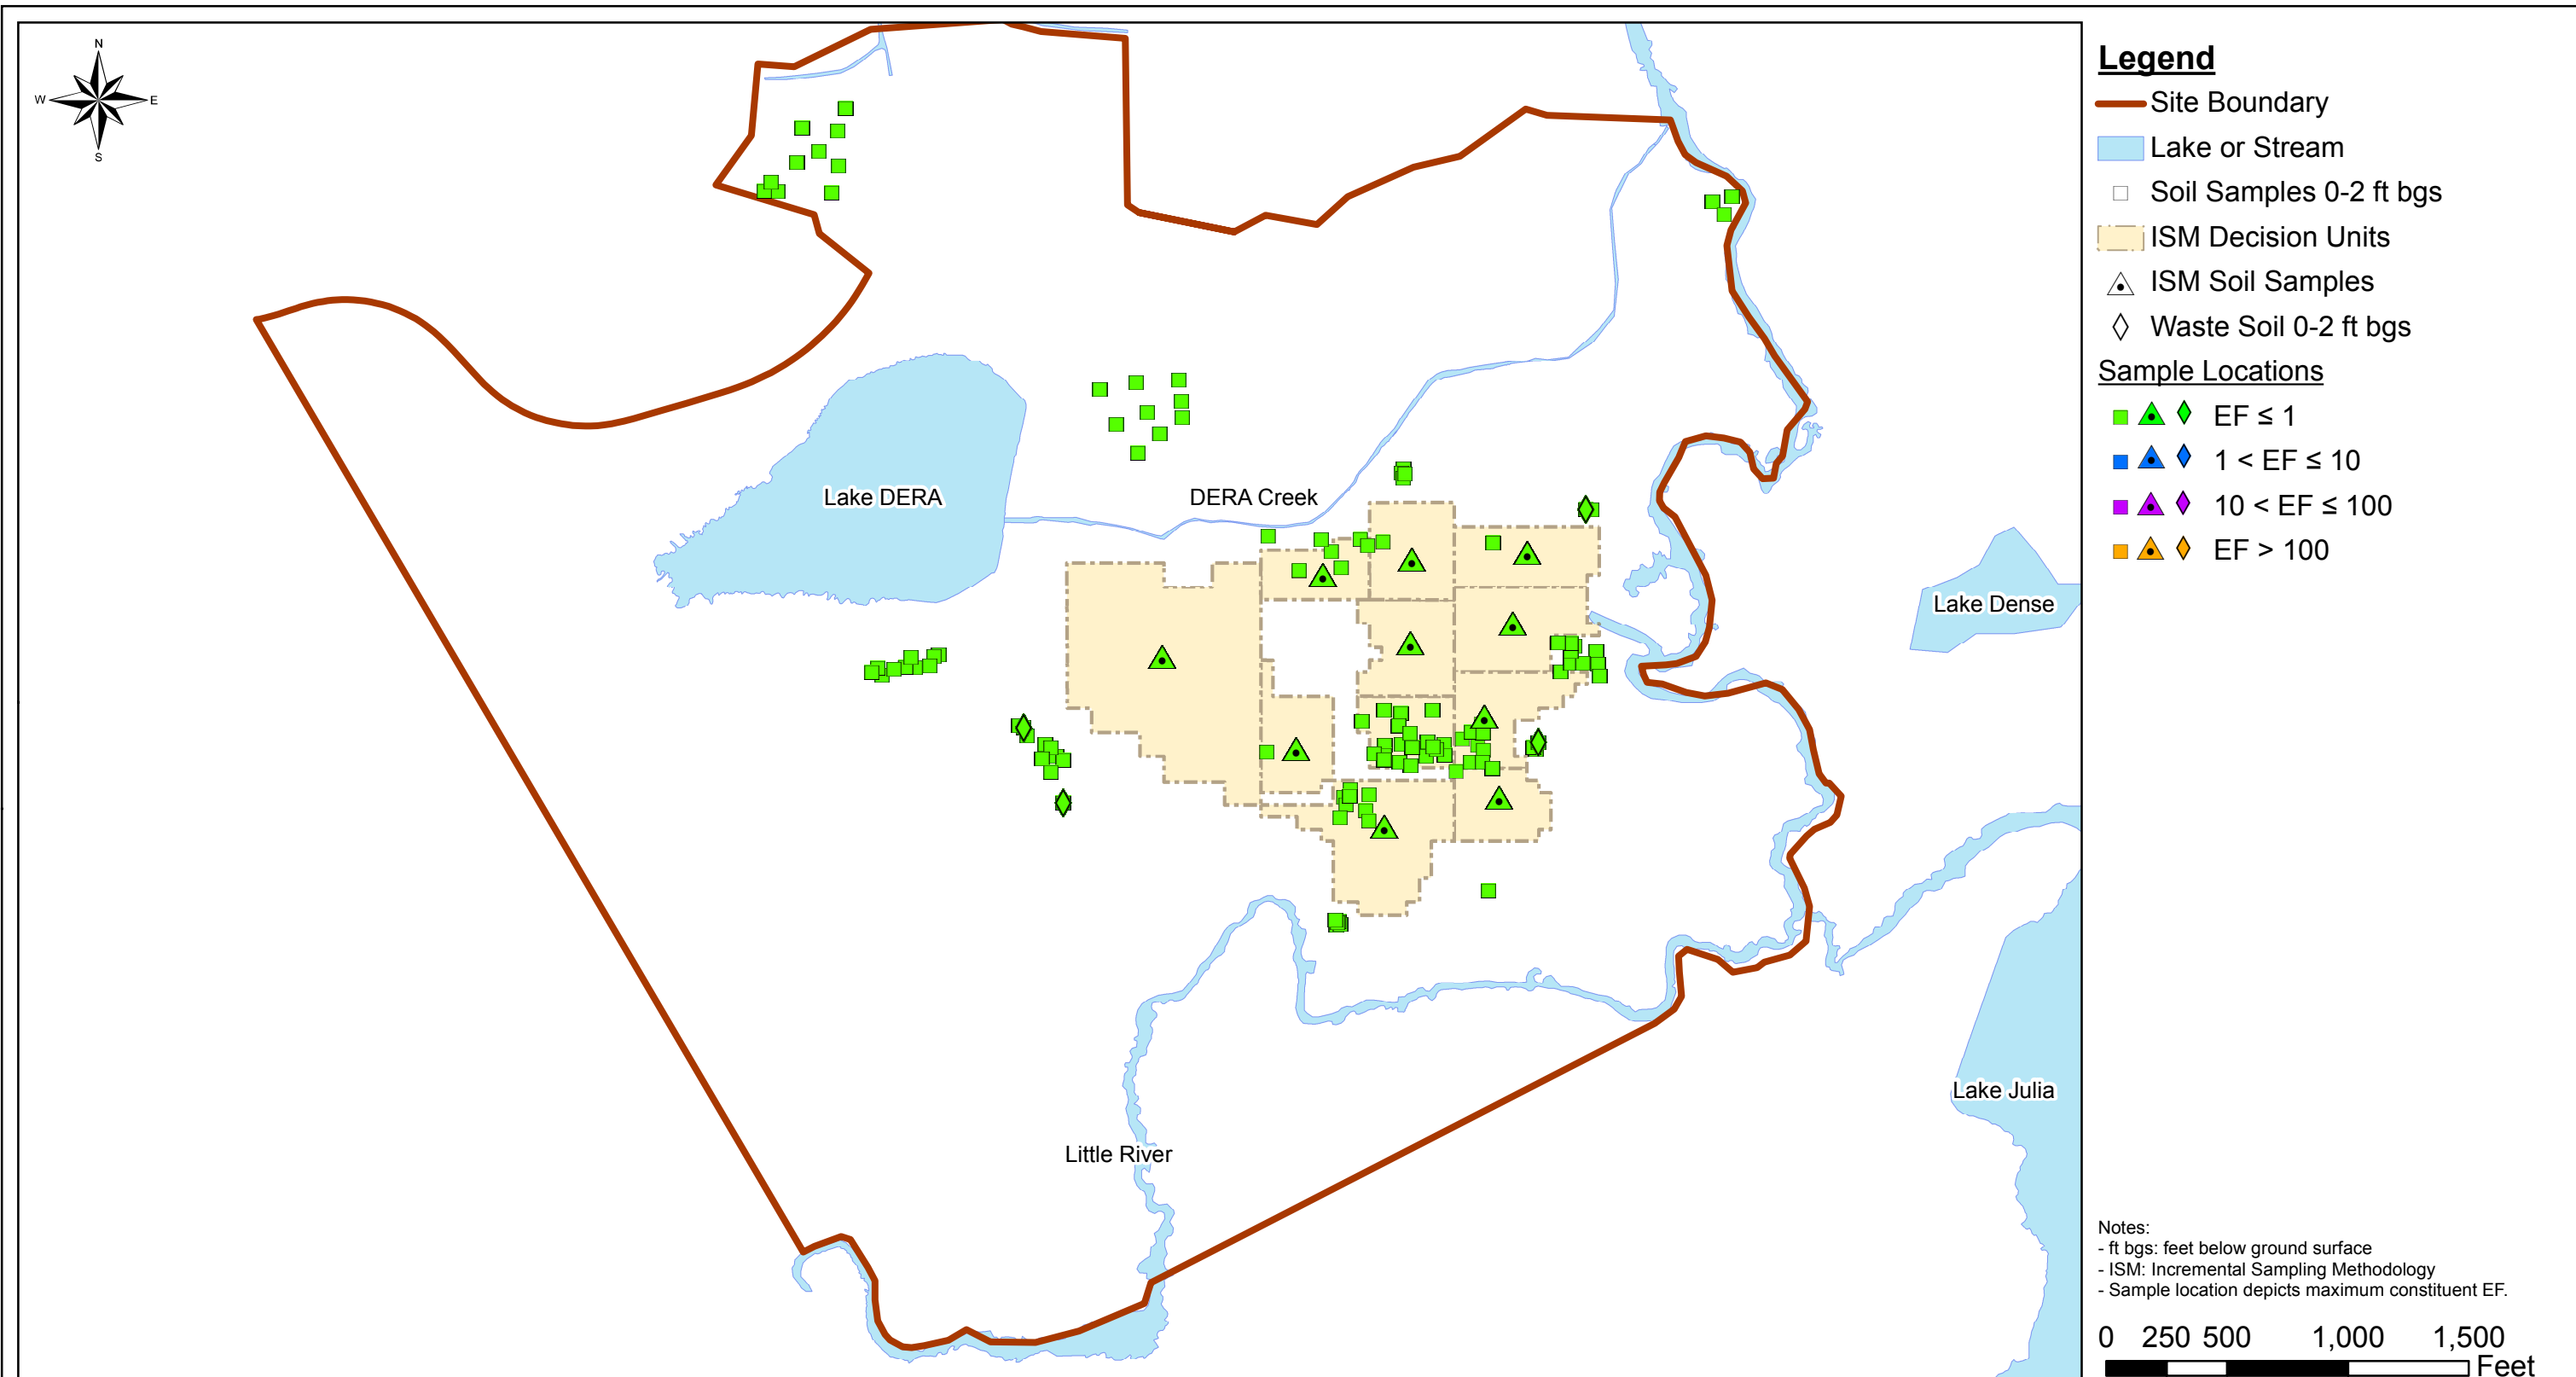 N
W
E
S
Lake DERA
DERA Creek
Lake Dense
Lake Julia
Little River
Legend
Site Boundary
Lake or Stream
Soil Samples 0-2 ft bgs
ISM Decision Units
ISM Soil Samples
Waste Soil 0-2 ft bgs
Sample Locations
EF ≤ 1
1 < EF ≤ 10
10 < EF ≤ 100
EF > 100
Notes:
- ft bgs: feet below ground surface
- ISM: Incremental Sampling Methodology
- Sample location depicts maximum constituent EF.
0 250 500 1,000 1,500
Feet